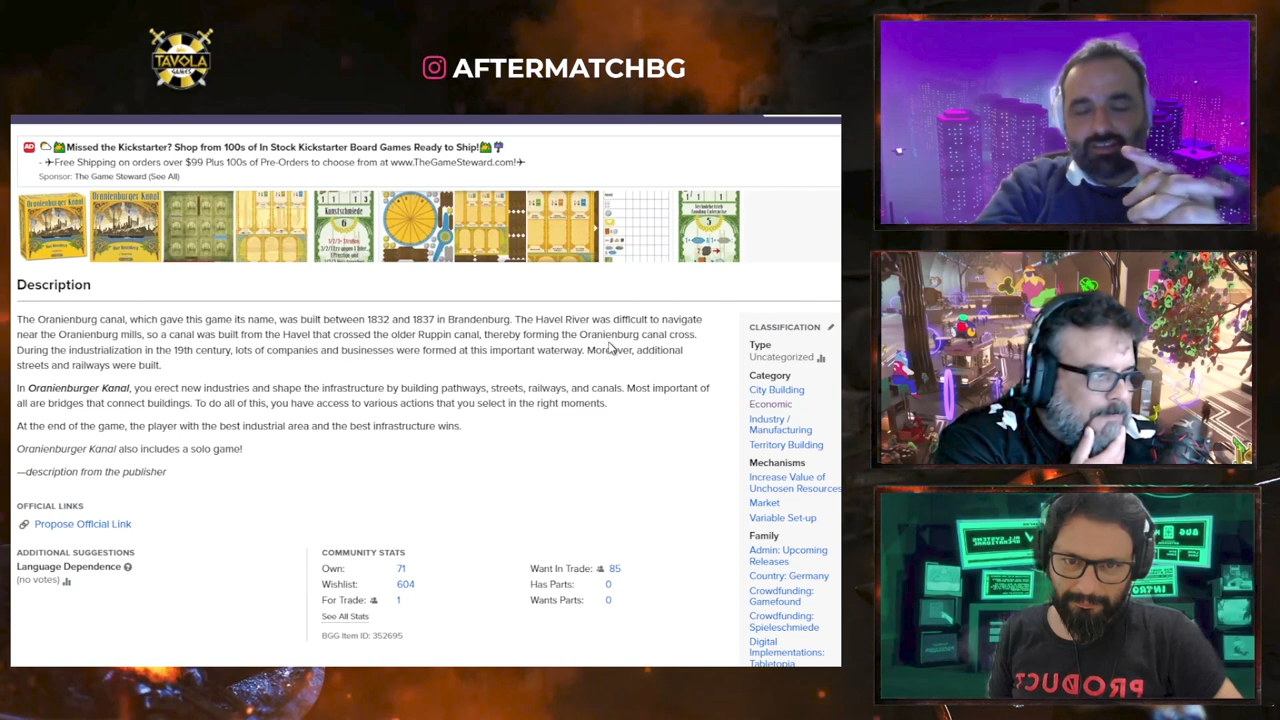 TAVOLA
GAMES
AFTERMATCHBG
AD Missed the Kickstarter? Shop from 100s of In Stock Kickstarter Board Games Ready to Ship!
- ✈Free Shipping on orders over $99 Plus 100s of Pre-Orders to choose from at www.TheGameSteward.com!✈
Sponsor: The Game Steward (See All)
Oranienburger Kanal
Oranienburger Kanal
Kunstschmiede
6
5
Description
The Oranienburg canal, which gave this game its name, was built between 1832 and 1837 in Brandenburg. The Havel River was difficult to navigate
near the Oranienburg mills, so a canal was built from the Havel that crossed the older Ruppin canal, thereby forming the Oranienburg canal cross.
During the industrialization in the 19th century, lots of companies and businesses were formed at this important waterway. Moreover, additional
streets and railways were built.
In Oranienburger Kanal, you erect new industries and shape the infrastructure by building pathways, streets, railways, and canals. Most important of
all are bridges that connect buildings. To do all of this, you have access to various actions that you select in the right moments.
At the end of the game, the player with the best industrial area and the best infrastructure wins.
Oranienburger Kanal also includes a solo game!
—description from the publisher
OFFICIAL LINKS
Propose Official Link
ADDITIONAL SUGGESTIONS
Language Dependence
(no votes)
COMMUNITY STATS
Own: 71
Wishlist: 604
For Trade: 1
See All Stats
BGG Item ID: 352695
Want In Trade: 85
Has Parts: 0
Wants Parts: 0
CLASSIFICATION
Type
Uncategorized
Category
City Building
Economic
Industry /
Manufacturing
Territory Building
Mechanisms
Increase Value of
Unchosen Resources
Market
Variable Set-up
Family
Admin: Upcoming
Releases
Country: Germany
Crowdfunding:
Gamefound
Crowdfunding:
Spieleschmiede
Digital
Implementations:
Tabletopia
PRODUCT